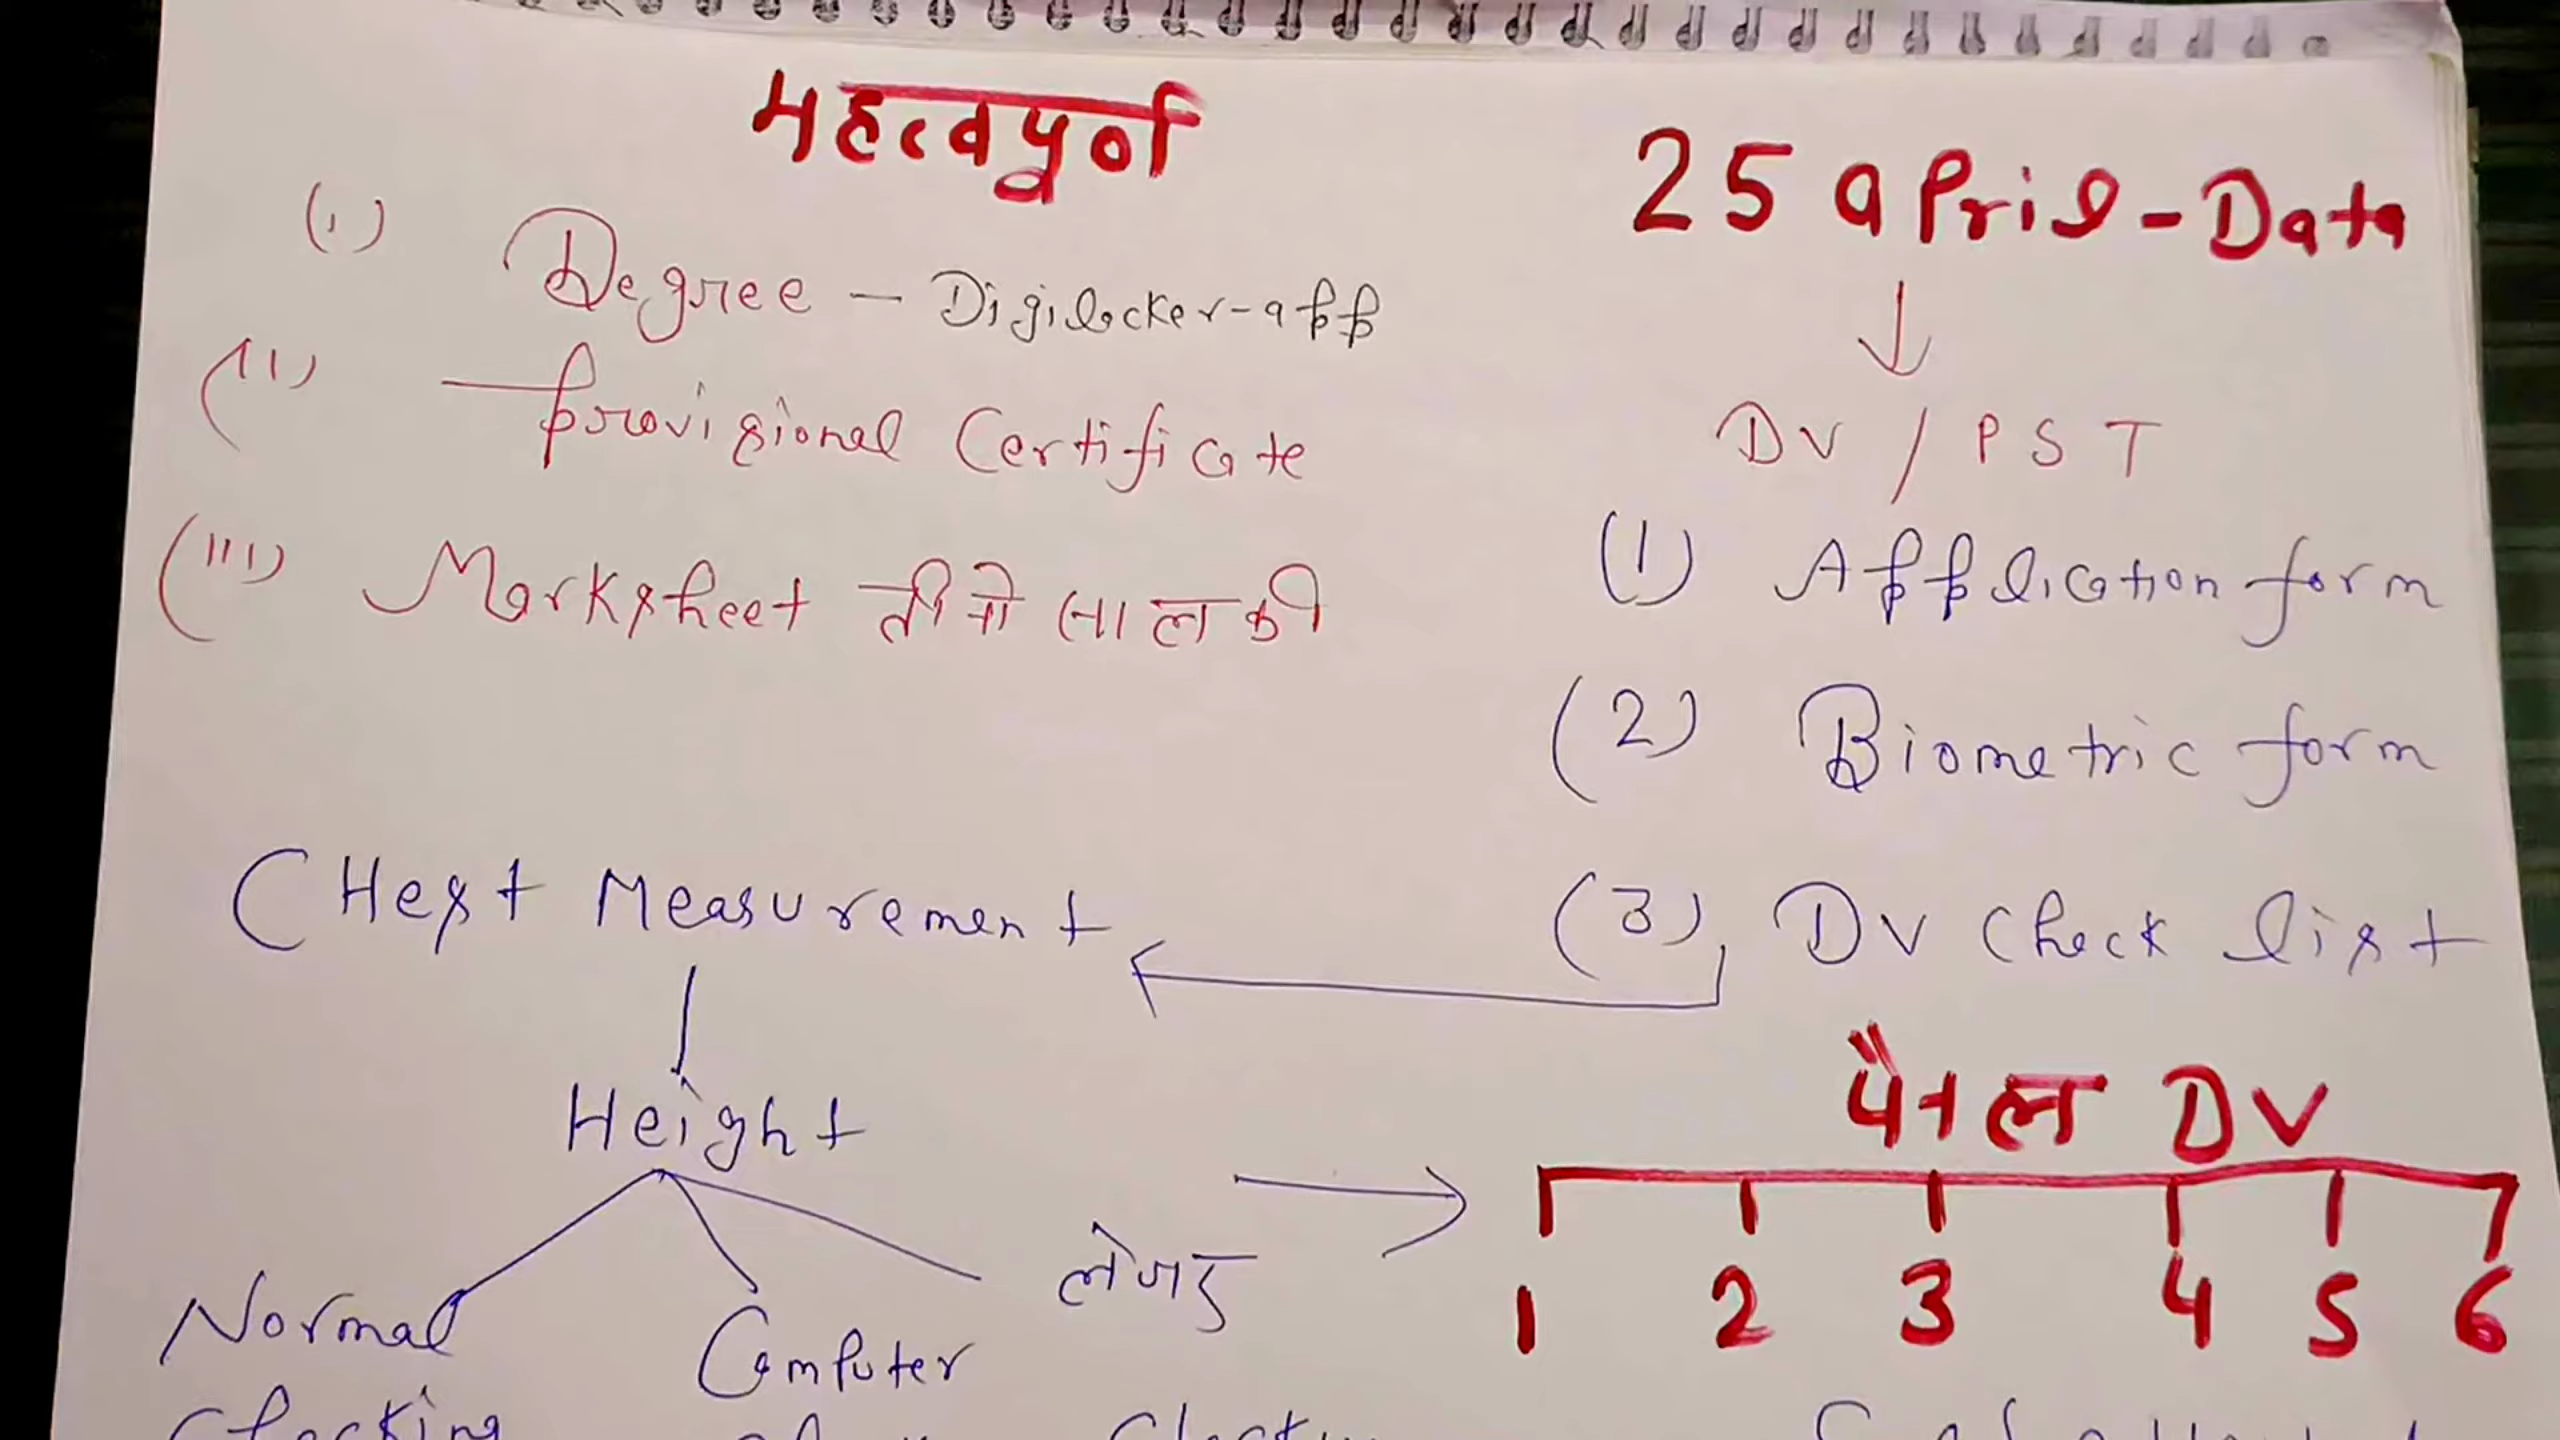 महत्वपूर्ण
(i) Degree - Digilocker-app
(ii) Provisional Certificate
(iii) Marksheet तीनो साल की
25 april - Data
DV / PST
(1) Application form
(2) Biometric form
(3) DV Check list
CHest Measurement
Height
Normal
Checking
Computer
लेजड
पैनल DV
1 2 3 4 5 6